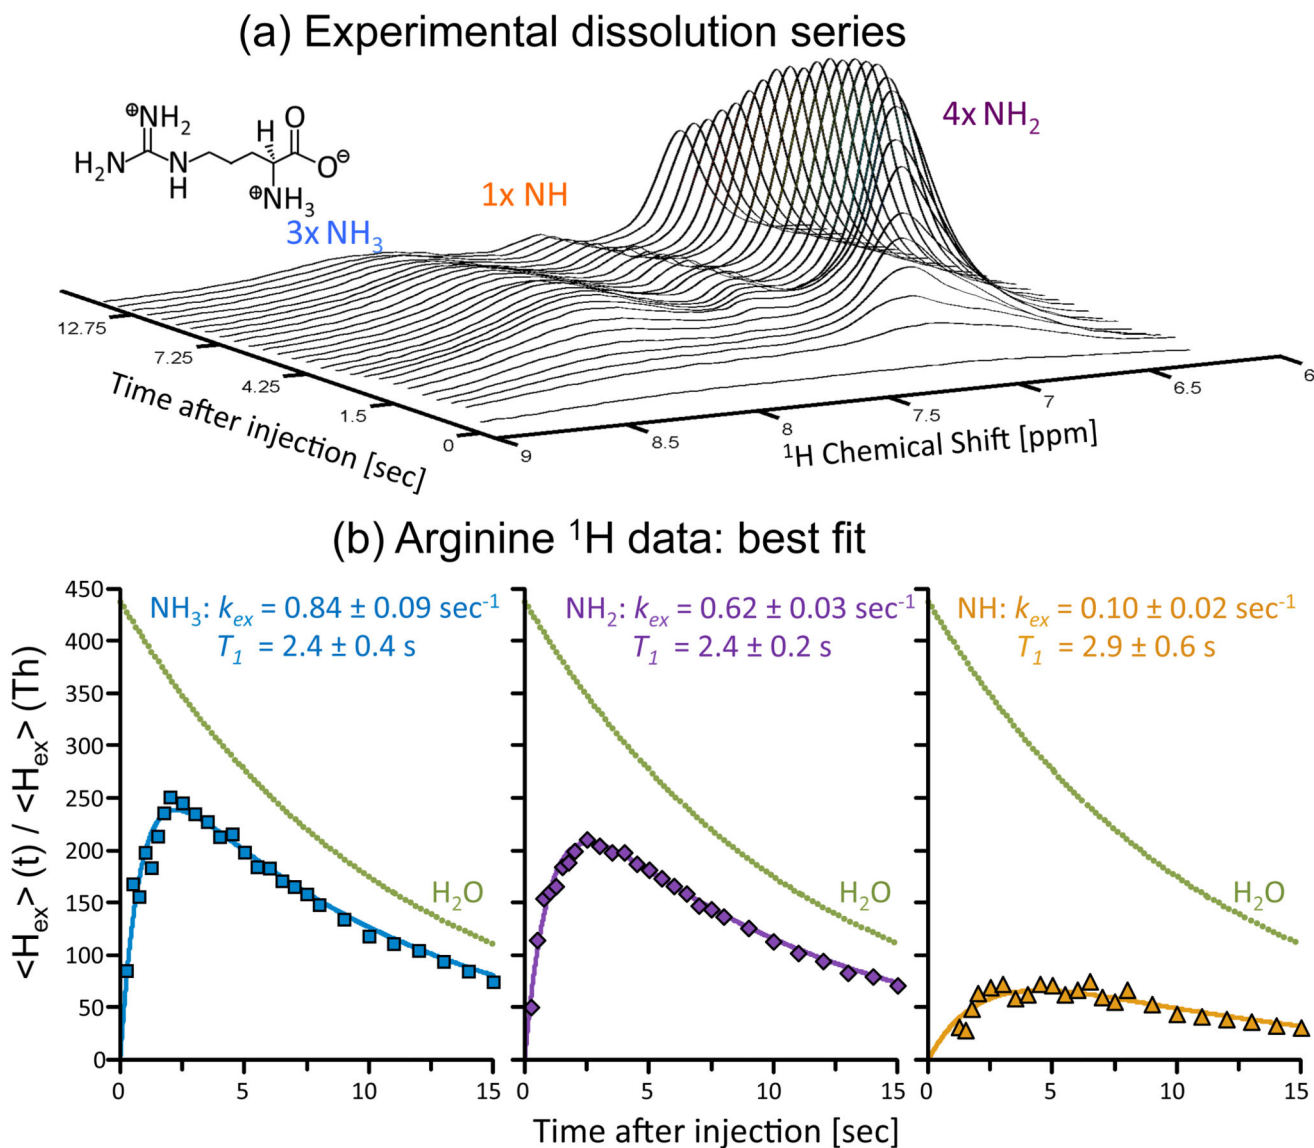 (a) Experimental dissolution series
⊕NH₂
H₂N
N
H
H
O
O⊖
⊕NH₃
4x NH₂
1x NH
3x NH₃
12.75
7.25
4.25
1.5
0
Time after injection [sec]
9
8.5
8
7.5
7
6.5
6
¹H Chemical Shift [ppm]
(b) Arginine ¹H data: best fit
<H_ex> (t) / <H_ex> (Th)
450
400
350
300
250
200
150
100
50
0
NH₃: k_ex = 0.84 ± 0.09 sec⁻¹
T₁ = 2.4 ± 0.4 s
H₂O
0 5 10 15
NH₂: k_ex = 0.62 ± 0.03 sec⁻¹
T₁ = 2.4 ± 0.2 s
H₂O
0 5 10 15
NH: k_ex = 0.10 ± 0.02 sec⁻¹
T₁ = 2.9 ± 0.6 s
H₂O
0 5 10 15
Time after injection [sec]